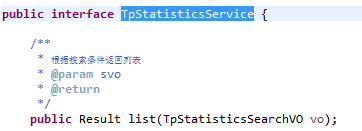 public interface TpStatisticsService {
/**
* 根据搜索条件返回列表
* @param svo
* @return
*/
public Result list(TpStatisticsSearchVO vo);